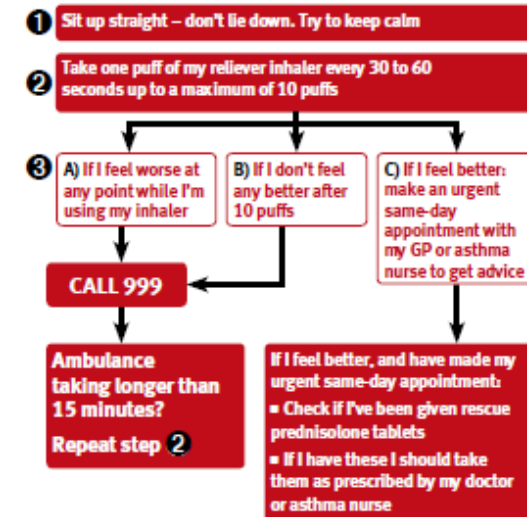 1 Sit up straight – don't lie down. Try to keep calm
2 Take one puff of my reliever inhaler every 30 to 60
seconds up to a maximum of 10 puffs
3 A) If I feel worse at
any point while I'm
using my inhaler
B) If I don't feel
any better after
10 puffs
C) If I feel better:
make an urgent
same-day
appointment with
my GP or asthma
nurse to get advice
CALL 999
Ambulance
taking longer than
15 minutes?
Repeat step 2
If I feel better, and have made my
urgent same-day appointment:
▪ Check if I've been given rescue
prednisolone tablets
▪ If I have these I should take
them as prescribed by my doctor
or asthma nurse